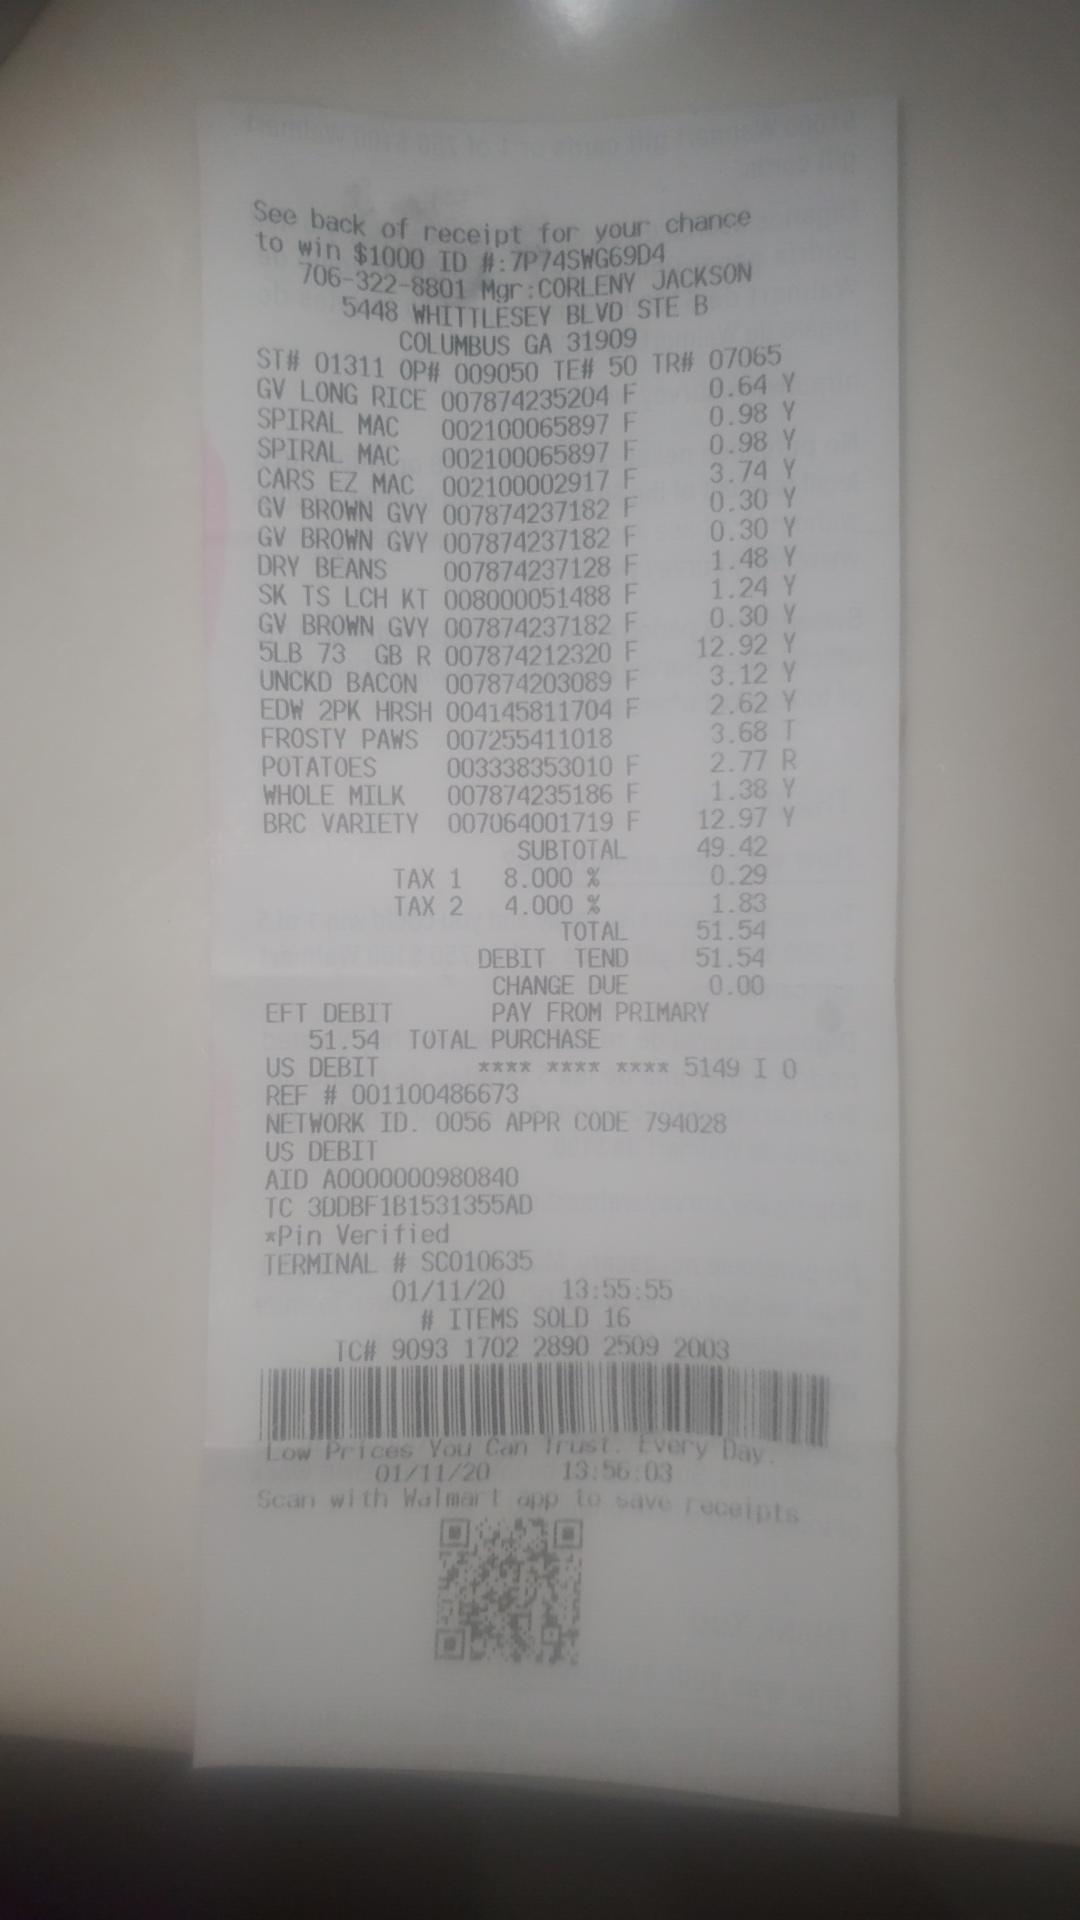 See back of receipt for your chance
to win $1000 ID #:7P74SWG69D4
706-322-8801 Mgr:CORLENY JACKSON
5448 WHITTLESEY BLVD STE B
COLUMBUS GA 31909
ST# 01311 OP# 009050 TE# 50 TR# 07065
GV LONG RICE 007874235204 F 0.64 Y
SPIRAL MAC 002100065897 F 0.98 Y
SPIRAL MAC 002100065897 F 0.98 Y
CARS EZ MAC 002100002917 F 3.74 Y
GV BROWN GVY 007874237182 F 0.30 Y
GV BROWN GVY 007874237182 F 0.30 Y
DRY BEANS 007874237128 F 1.48 Y
SK TS LCH KT 008000051488 F 1.24 Y
GV BROWN GVY 007874237182 F 0.30 Y
5LB 73 GB R 007874212320 F 12.92 Y
UNCKD BACON 007874203089 F 3.12 Y
EDW 2PK HRSH 004145811704 F 2.62 Y
FROSTY PAWS 007255411018 3.68 T
POTATOES 003338353010 F 2.77 R
WHOLE MILK 007874235186 F 1.38 Y
BRC VARIETY 007064001719 F 12.97 Y
SUBTOTAL 49.42
TAX 1 8.000 % 0.29
TAX 2 4.000 % 1.83
TOTAL 51.54
DEBIT TEND 51.54
CHANGE DUE 0.00
EFT DEBIT PAY FROM PRIMARY
51.54 TOTAL PURCHASE
US DEBIT **** **** **** 5149 I 0
REF # 001100486673
NETWORK ID. 0056 APPR CODE 794028
US DEBIT
AID A0000000980840
TC 3DDBF1B1531355AD
*Pin Verified
TERMINAL # SC010635
01/11/20 13:55:55
# ITEMS SOLD 16
TC# 9093 1702 2890 2509 2003
Low Prices You Can Trust. Every Day.
01/11/20 13:56:03
Scan with Walmart app to save receipts